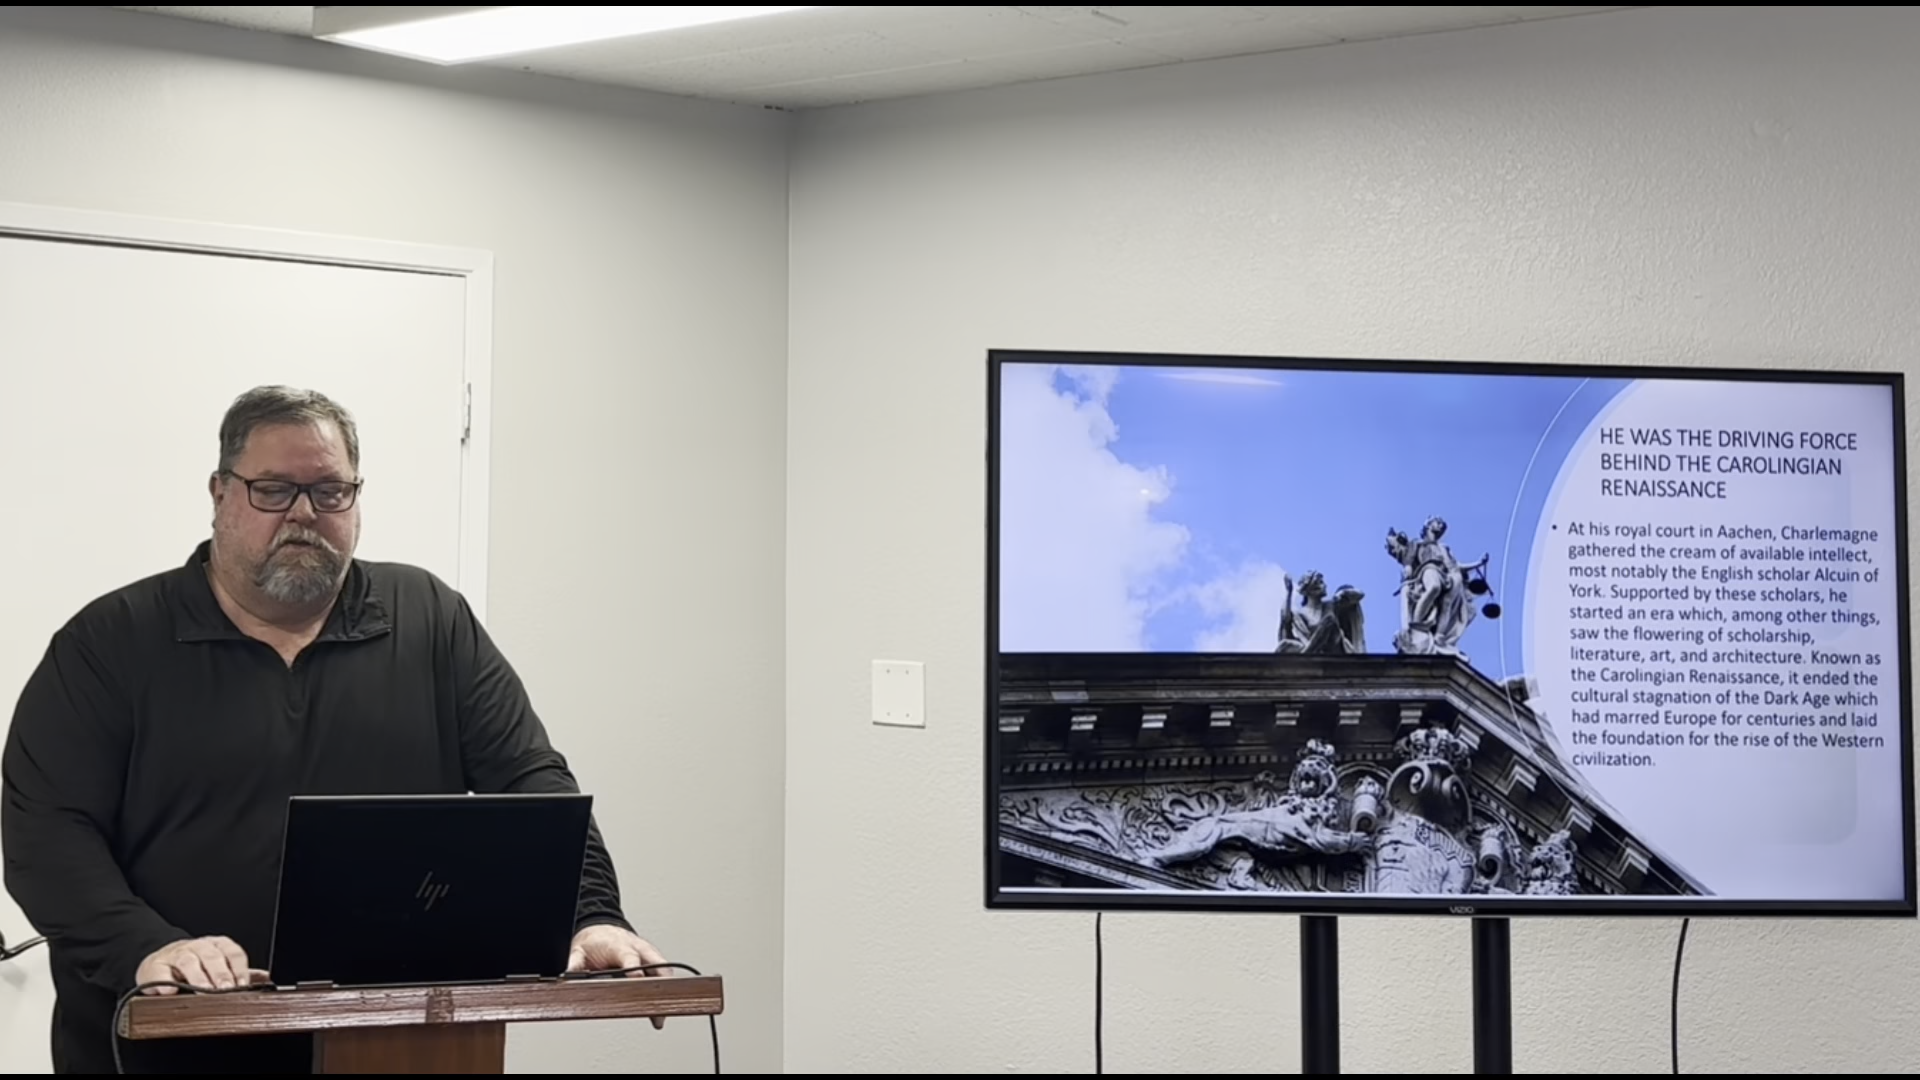 HE WAS THE DRIVING FORCE
BEHIND THE CAROLINGIAN
RENAISSANCE
• At his royal court in Aachen, Charlemagne
gathered the cream of available intellect,
most notably the English scholar Alcuin of
York. Supported by these scholars, he
started an era which, among other things,
saw the flowering of scholarship,
literature, art, and architecture. Known as
the Carolingian Renaissance, it ended the
cultural stagnation of the Dark Age which
had marred Europe for centuries and laid
the foundation for the rise of the Western
civilization.
VIZIO
hp